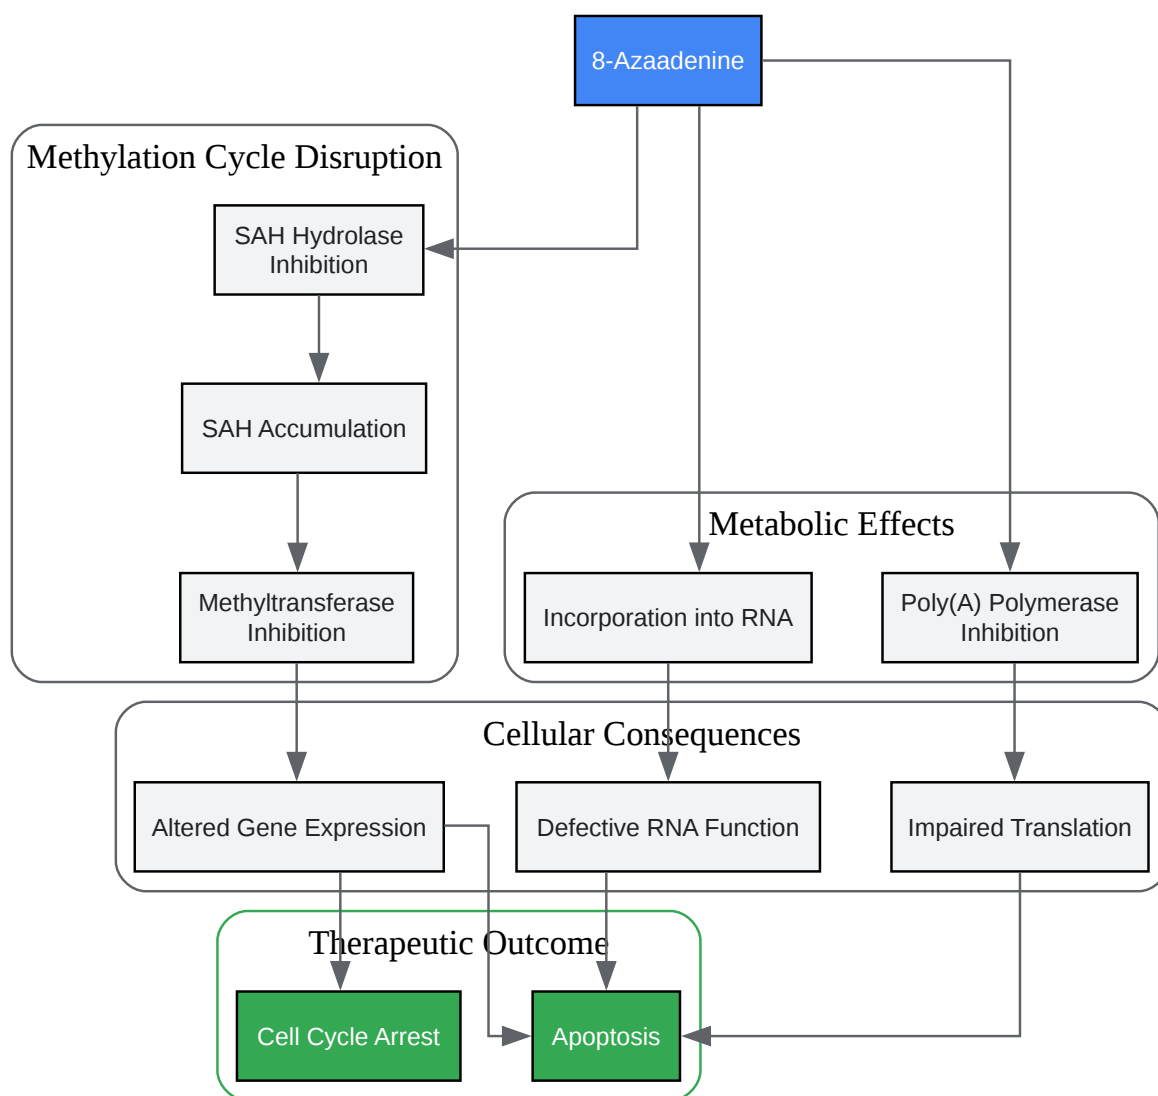 8-Azaadenine
Methylation Cycle Disruption
SAH Hydrolase
Inhibition
SAH Accumulation
Methyltransferase
Inhibition
Metabolic Effects
Incorporation into RNA
Poly(A) Polymerase
Inhibition
Cellular Consequences
Altered Gene Expression
Defective RNA Function
Impaired Translation
Therapeutic Outcome
Cell Cycle Arrest
Apoptosis